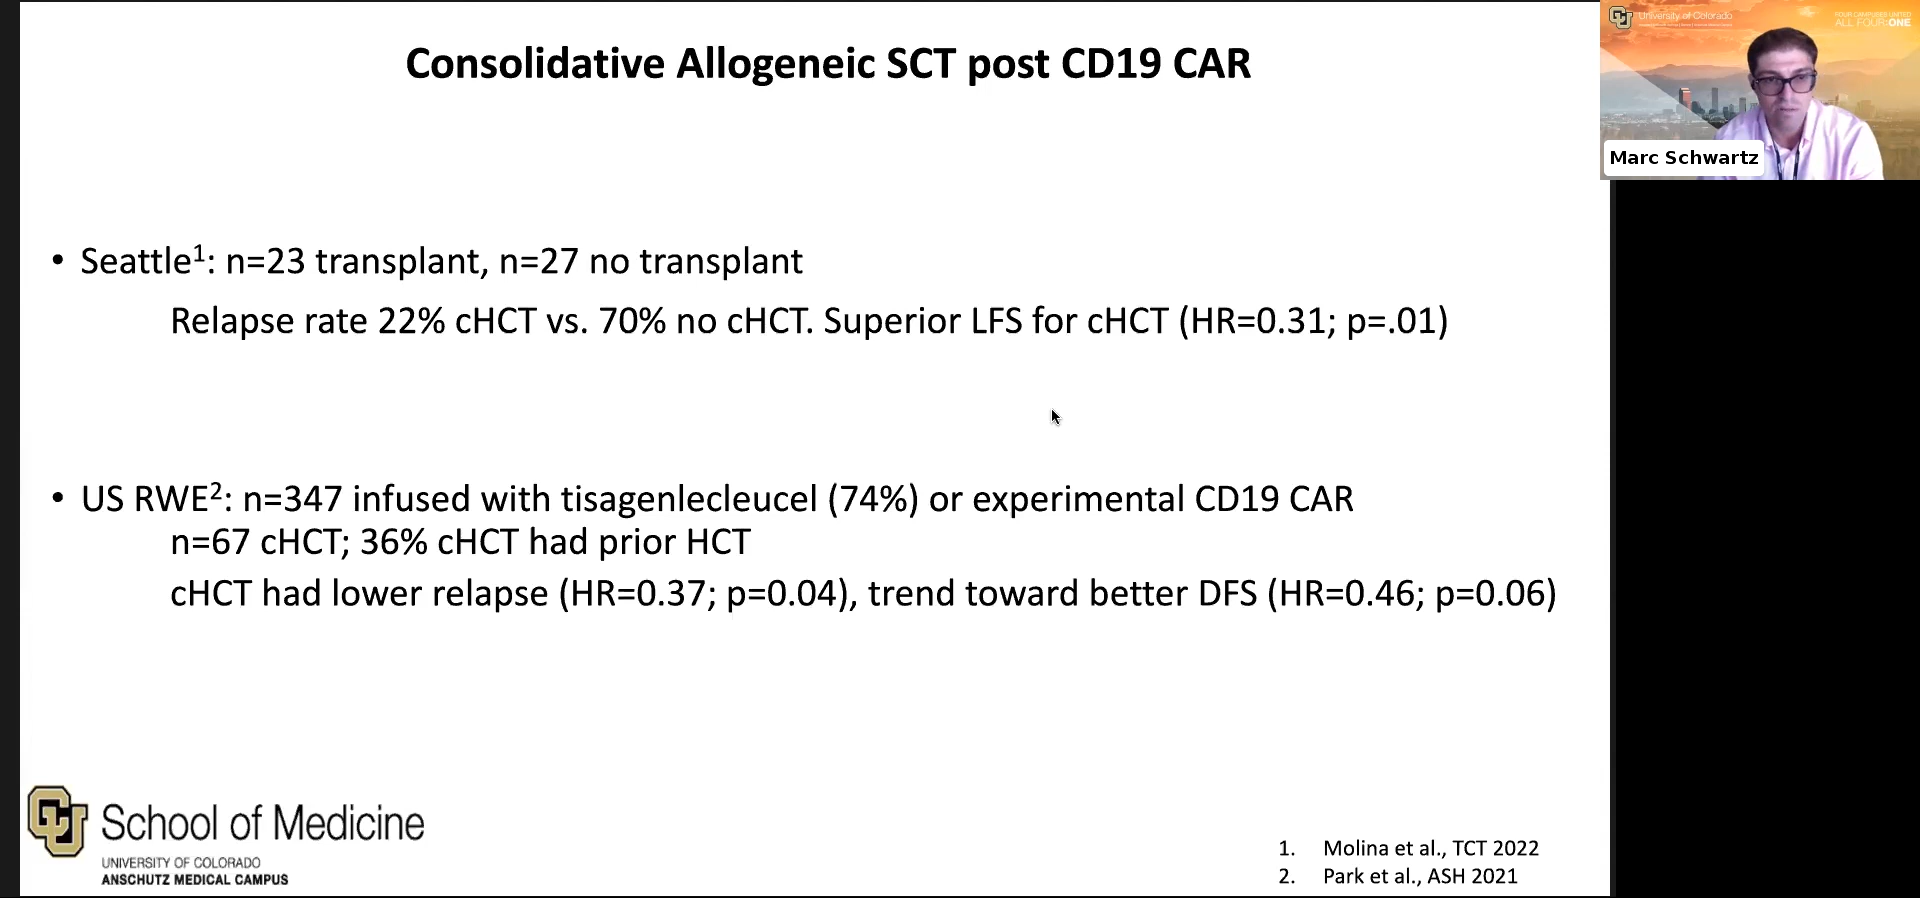 Consolidative Allogeneic SCT post CD19 CAR
University of Colorado
ALL FOUR:ONE
Marc Schwartz
• Seattle¹: n=23 transplant, n=27 no transplant
Relapse rate 22% cHCT vs. 70% no cHCT. Superior LFS for cHCT (HR=0.31; p=.01)
• US RWE²: n=347 infused with tisagenlecleucel (74%) or experimental CD19 CAR
n=67 cHCT; 36% cHCT had prior HCT
cHCT had lower relapse (HR=0.37; p=0.04), trend toward better DFS (HR=0.46; p=0.06)
CU School of Medicine
UNIVERSITY OF COLORADO
ANSCHUTZ MEDICAL CAMPUS
1. Molina et al., TCT 2022
2. Park et al., ASH 2021